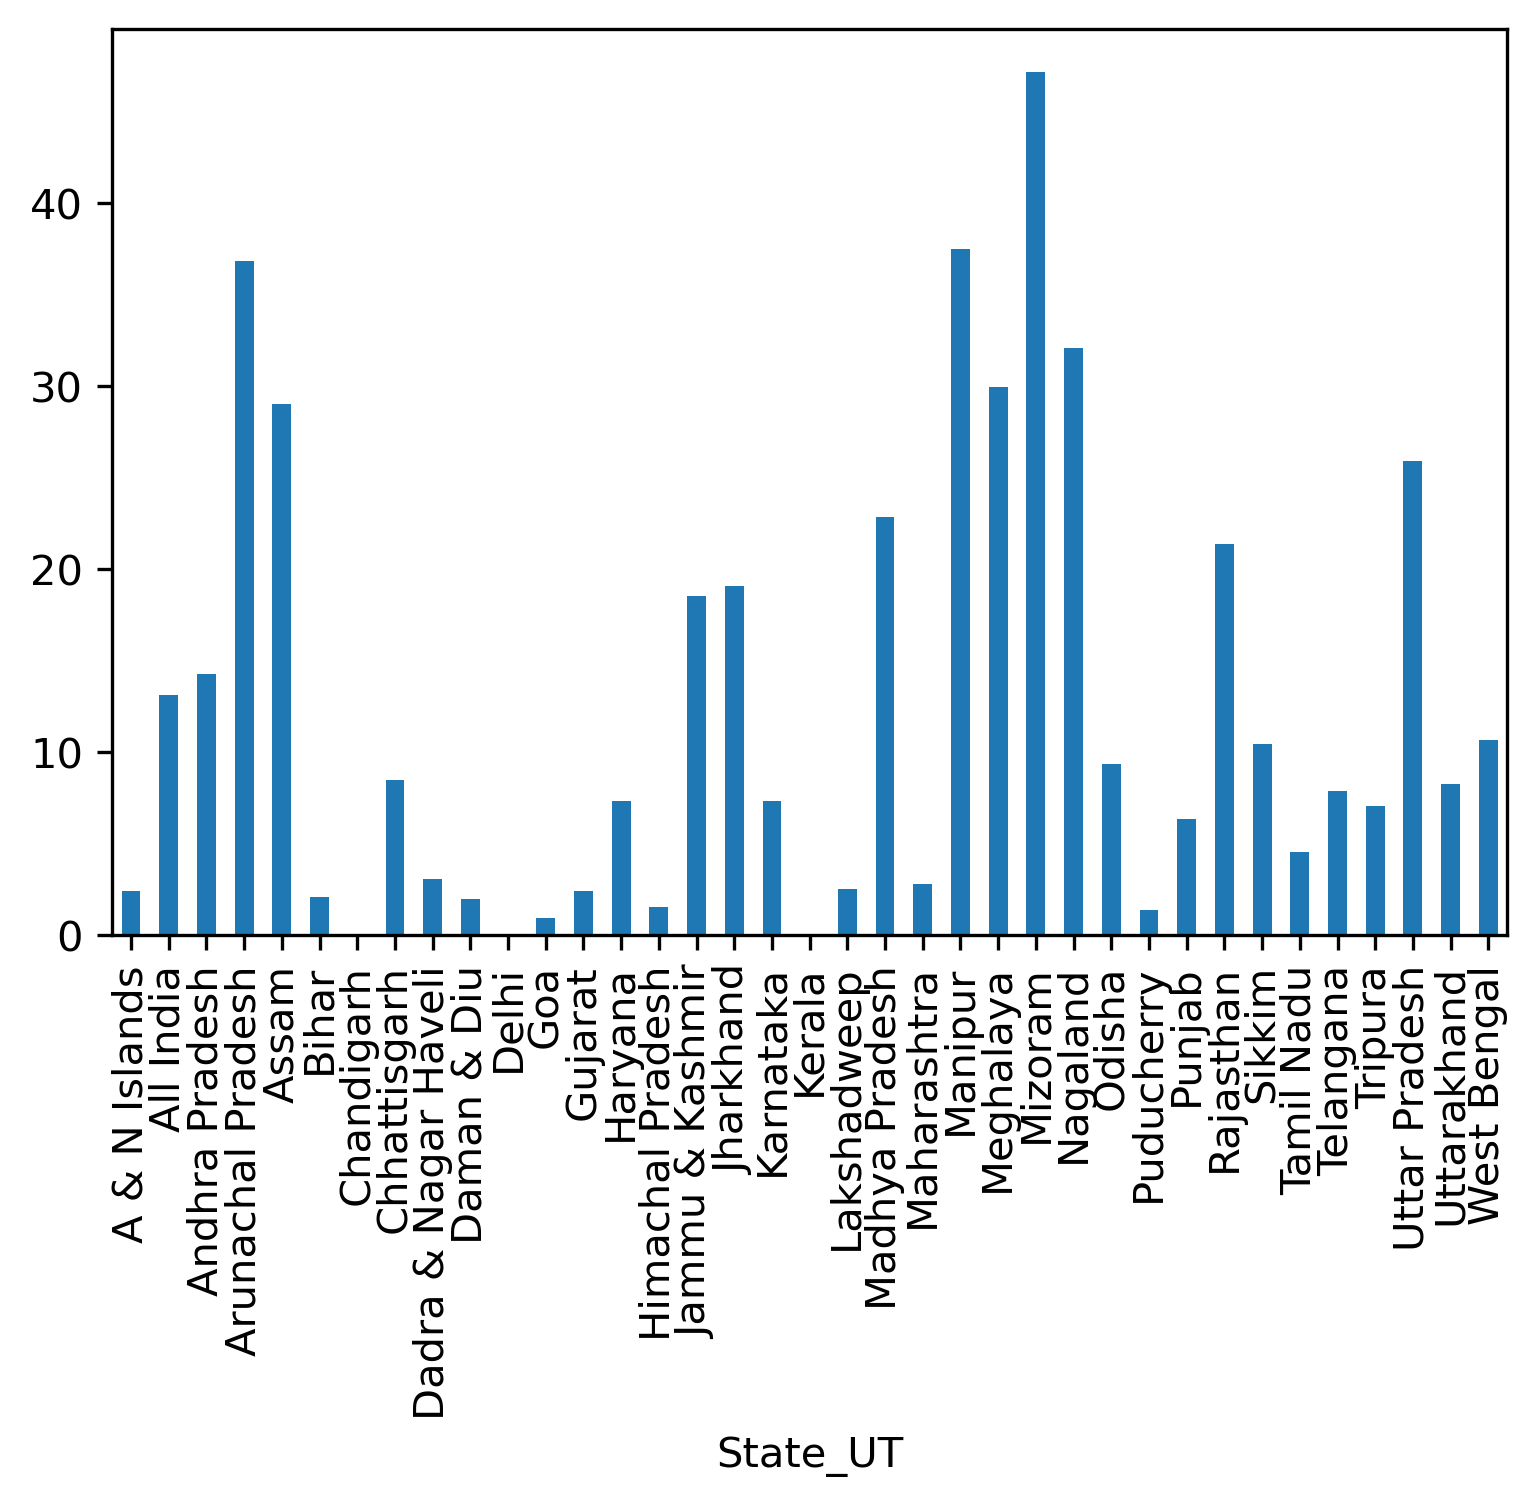 40
30
20
10
0
A & N Islands
All India
Andhra Pradesh
Arunachal Pradesh
Assam
Bihar
Chandigarh
Chhattisgarh
Dadra & Nagar Haveli
Daman & Diu
Delhi
Goa
Gujarat
Haryana
Himachal Pradesh
Jammu & Kashmir
Jharkhand
Karnataka
Kerala
Lakshadweep
Madhya Pradesh
Maharashtra
Manipur
Meghalaya
Mizoram
Nagaland
Odisha
Puducherry
Punjab
Rajasthan
Sikkim
Tamil Nadu
Telangana
Tripura
Uttar Pradesh
Uttarakhand
West Bengal
State_UT